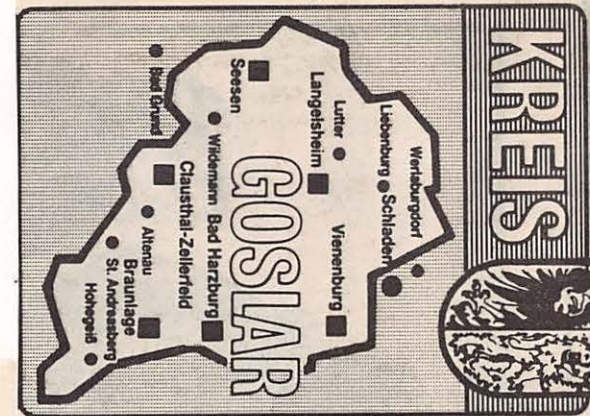 KREIS
Werlaburgdorf
Liebenburg Schladen
Lutter Vienenburg
Langelsheim
GOSLAR
Seesen
Wildemann Bad Harzburg
Clausthal-Zellerfeld
Bad Grund
Altenau
Braunlage
St. Andreasberg
Hohegeiß